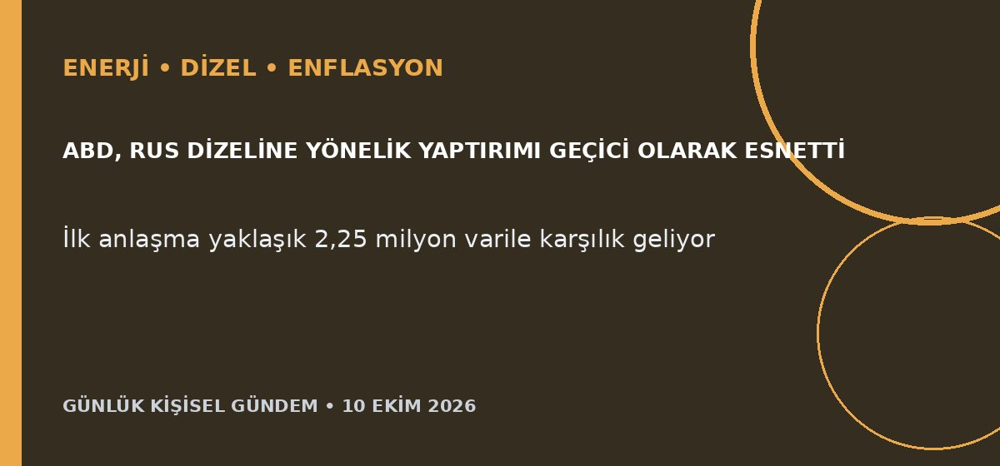 ENERJİ • DİZEL • ENFLASYON
ABD, RUS DİZELİNE YÖNELİK YAPTIRIMI GEÇİCİ OLARAK ESNETTİ
İlk anlaşma yaklaşık 2,25 milyon varile karşılık geliyor
GÜNLÜK KİŞİSEL GÜNDEM • 10 EKİM 2026